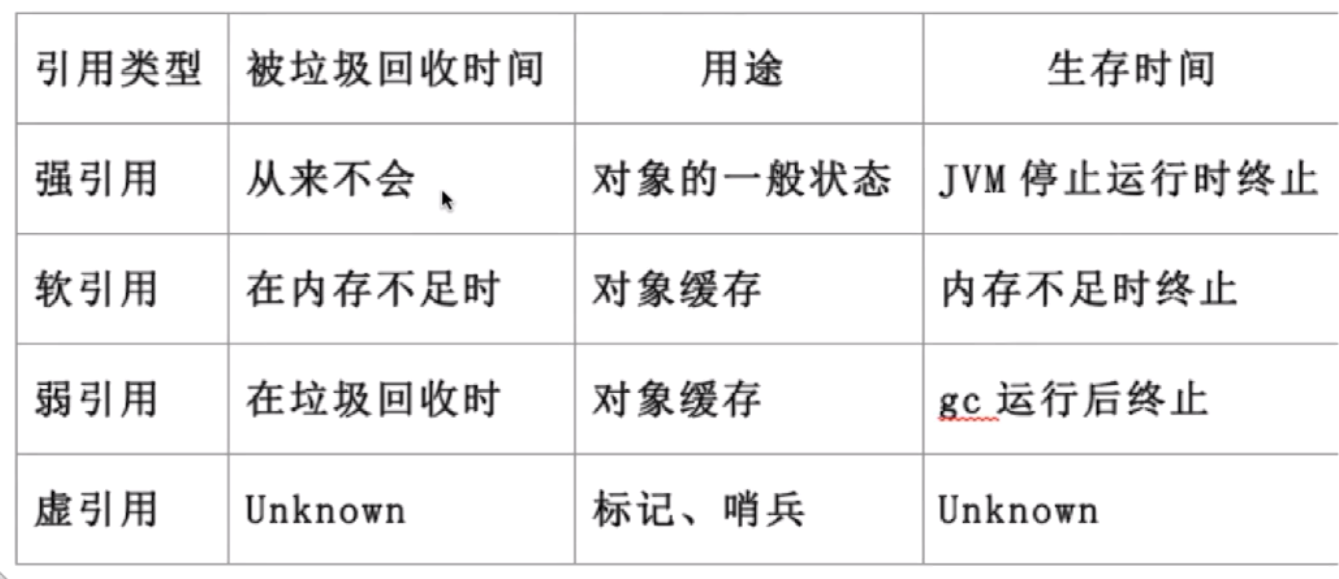 引用类型 被垃圾回收时间 用途 生存时间
强引用 从来不会 对象的一般状态 JVM 停止运行时终止
软引用 在内存不足时 对象缓存 内存不足时终止
弱引用 在垃圾回收时 对象缓存 gc 运行后终止
虚引用 Unknown 标记、哨兵 Unknown